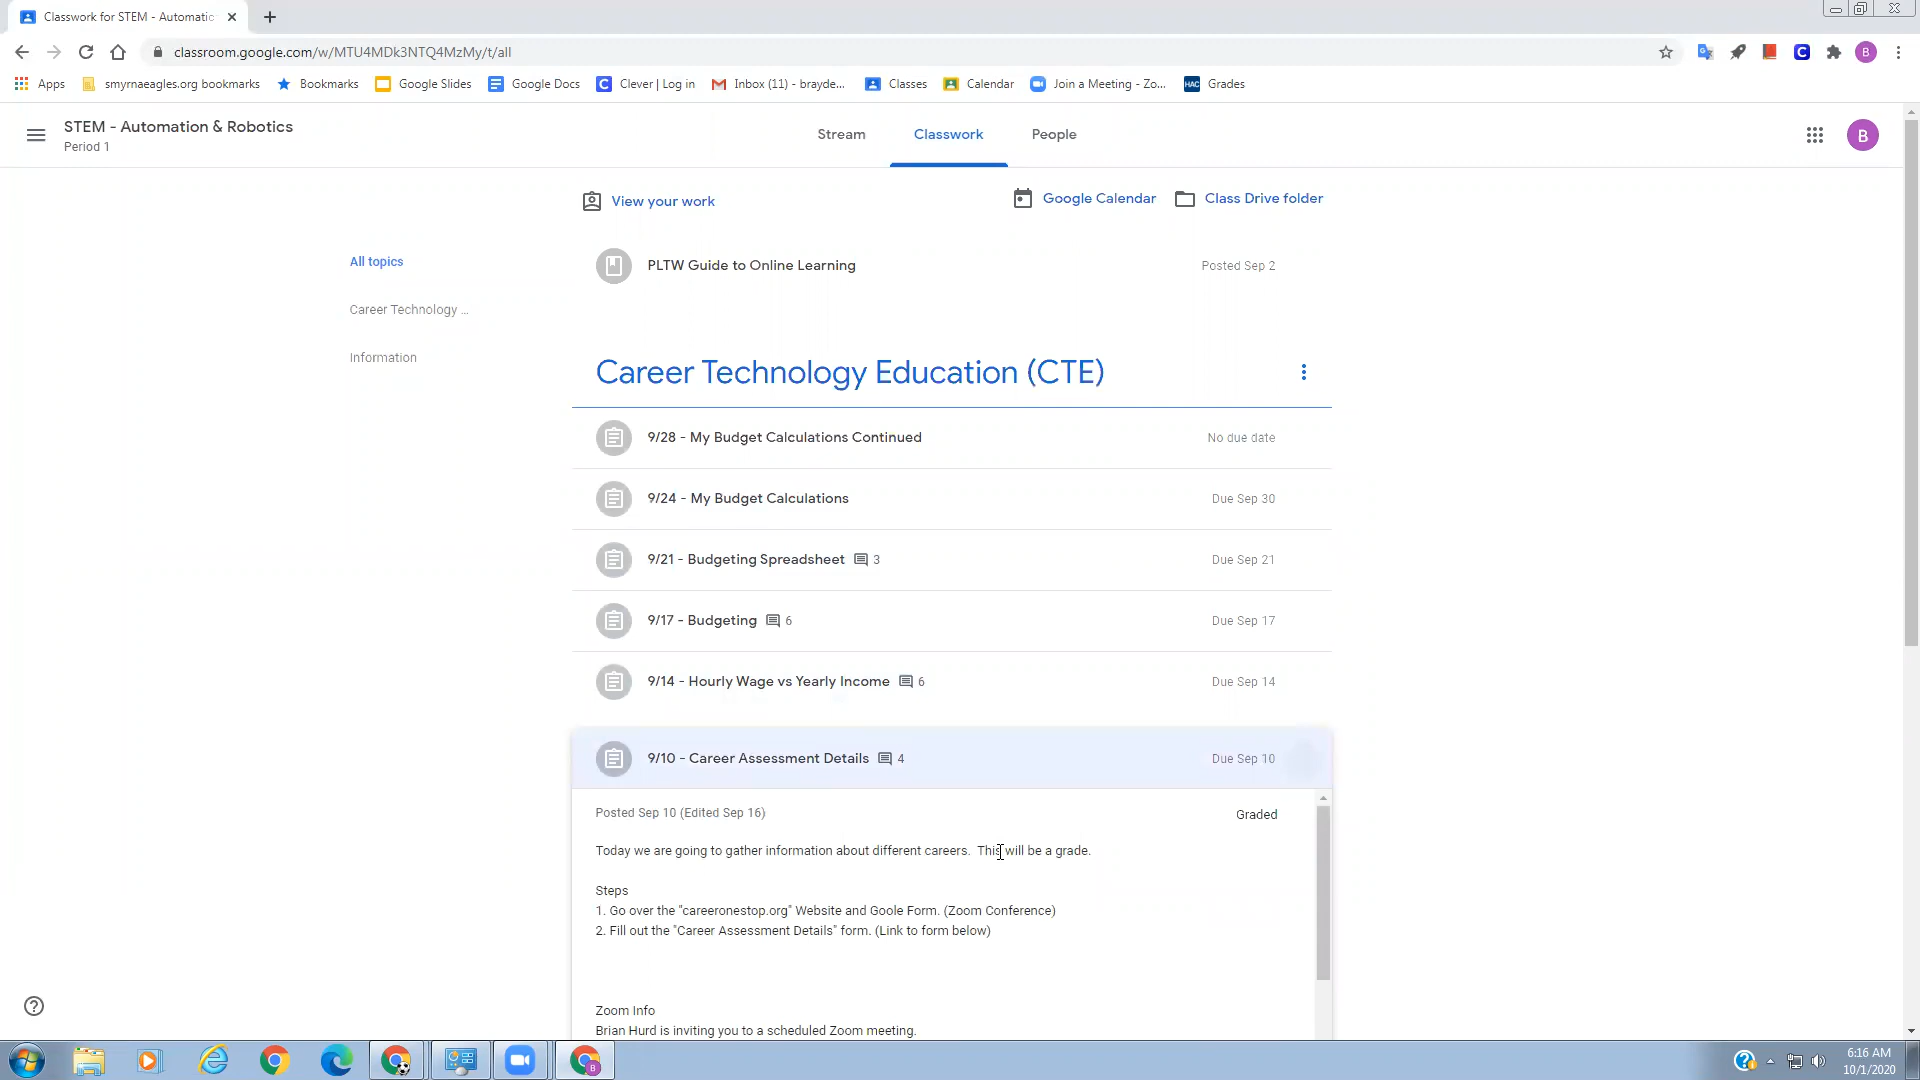 Classwork for STEM - Automatic
classroom.google.com/w/MTU4MDk3NTQ4MzMy/t/all
B
Apps
smyrnaeagles.org bookmarks
Bookmarks
Google Slides
Google Docs
C
Clever | Log in
Inbox (11) - brayde...
Classes
Calendar
Join a Meeting - Zo...
HAC
Grades
STEM - Automation & Robotics
Period 1
Stream
Classwork
People
B
View your work
Google Calendar
Class Drive folder
All topics
Career Technology ...
Information
PLTW Guide to Online Learning
Posted Sep 2
Career Technology Education (CTE)
9/28 - My Budget Calculations Continued
No due date
9/24 - My Budget Calculations
Due Sep 30
9/21 - Budgeting Spreadsheet 3
Due Sep 21
9/17 - Budgeting 6
Due Sep 17
9/14 - Hourly Wage vs Yearly Income 6
Due Sep 14
9/10 - Career Assessment Details 4
Due Sep 10
Posted Sep 10 (Edited Sep 16)
Graded
Today we are going to gather information about different careers.  This will be a grade.
Steps
1. Go over the "careeronestop.org" Website and Goole Form. (Zoom Conference)
2. Fill out the "Career Assessment Details" form. (Link to form below)
Zoom Info
Brian Hurd is inviting you to a scheduled Zoom meeting.
6:16 AM
10/1/2020